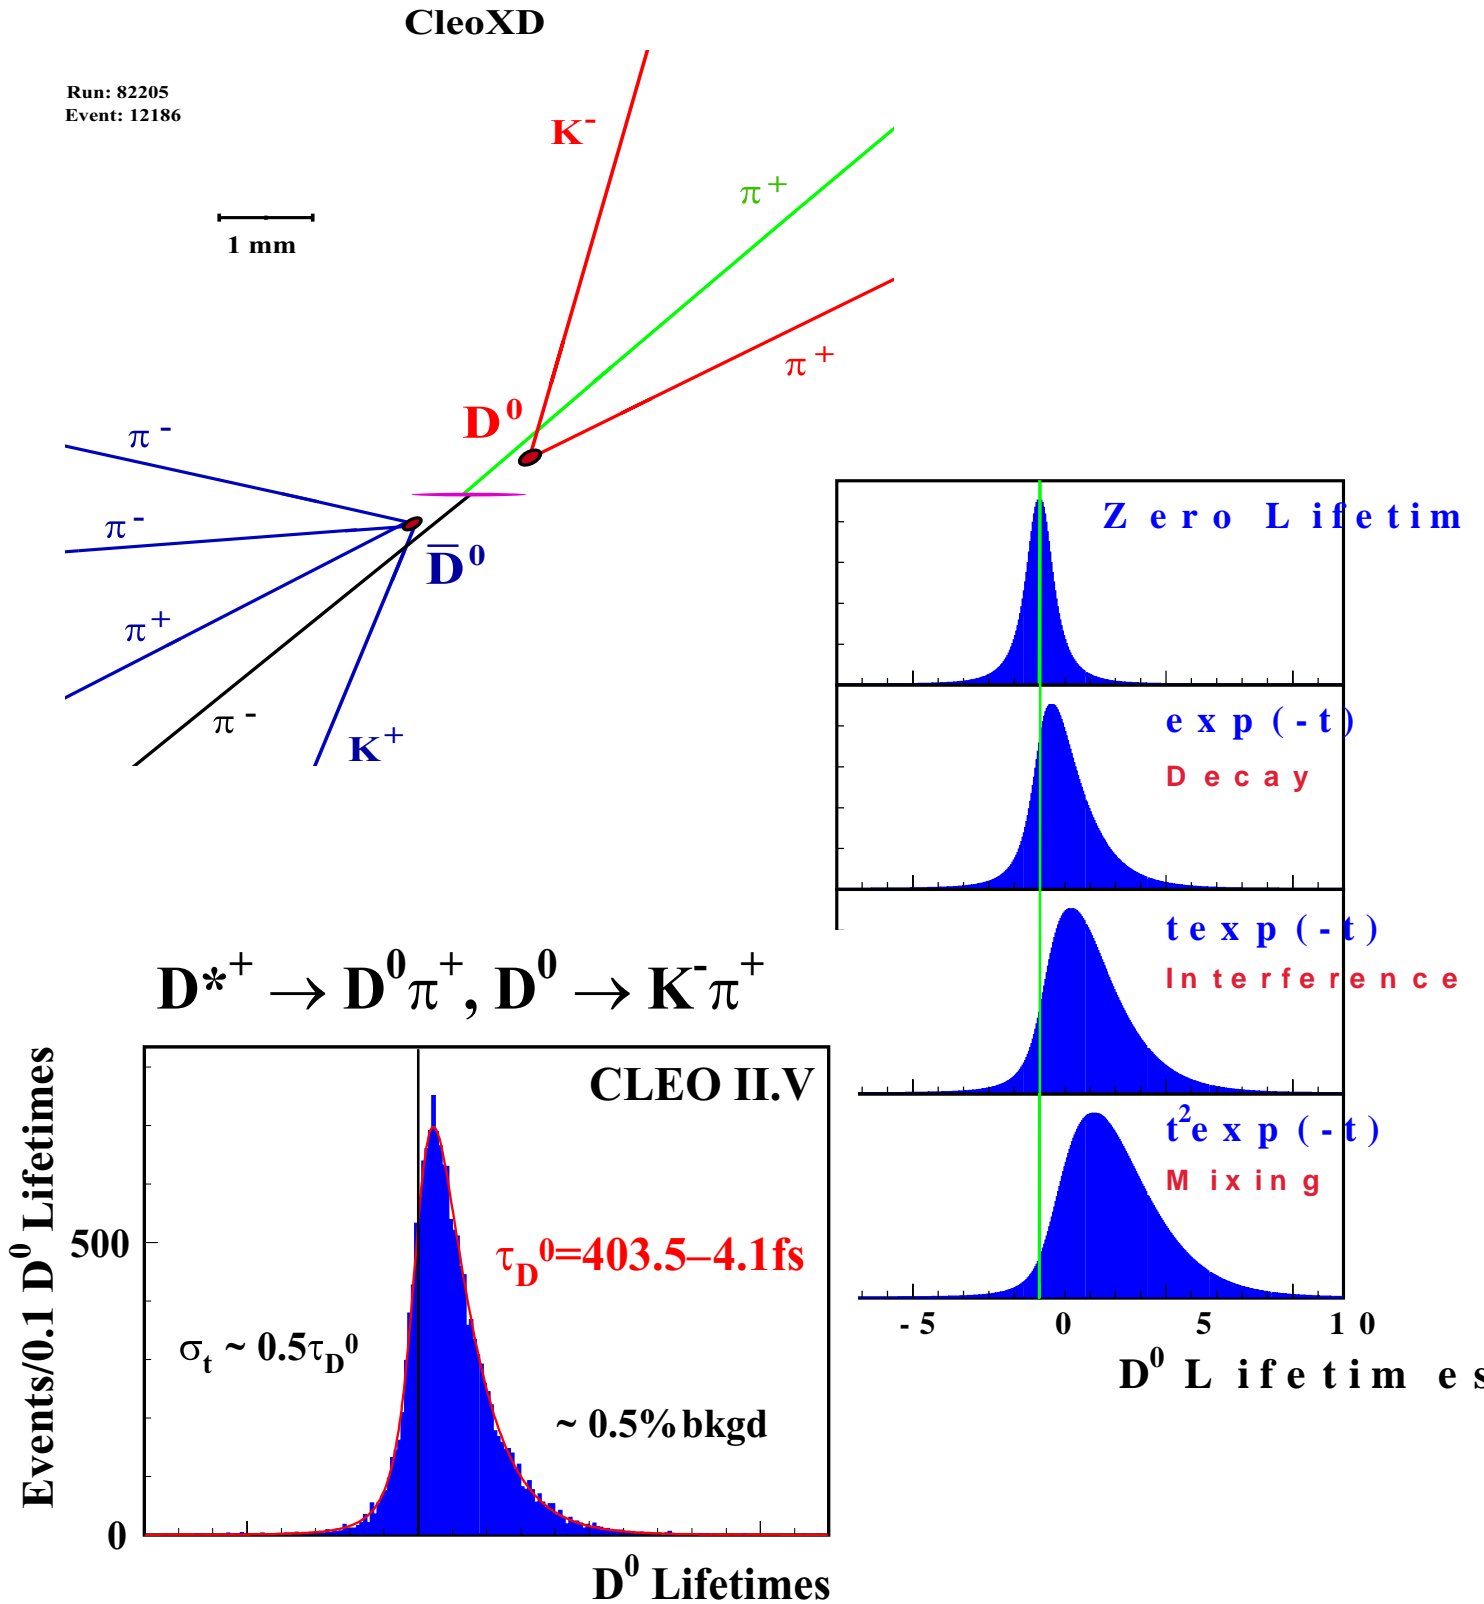 CleoXD
Run: 82205
Event: 12186
1 mm
K⁻
π⁺
π⁺
D⁰
π⁻
π⁻
D̅⁰
π⁺
π⁻
K⁺
Zero Lifetim
exp(-t)
Decay
texp(-t)
Interference
t²exp(-t)
Mixing
-5 0 5 10
D⁰ Lifetimes
D*⁺ → D⁰π⁺, D⁰ → K⁻π⁺
CLEO II.V
Events/0.1 D⁰ Lifetimes
500
0
τ_D⁰=403.5–4.1fs
σₜ ~ 0.5τ_D⁰
~ 0.5% bkgd
D⁰ Lifetimes